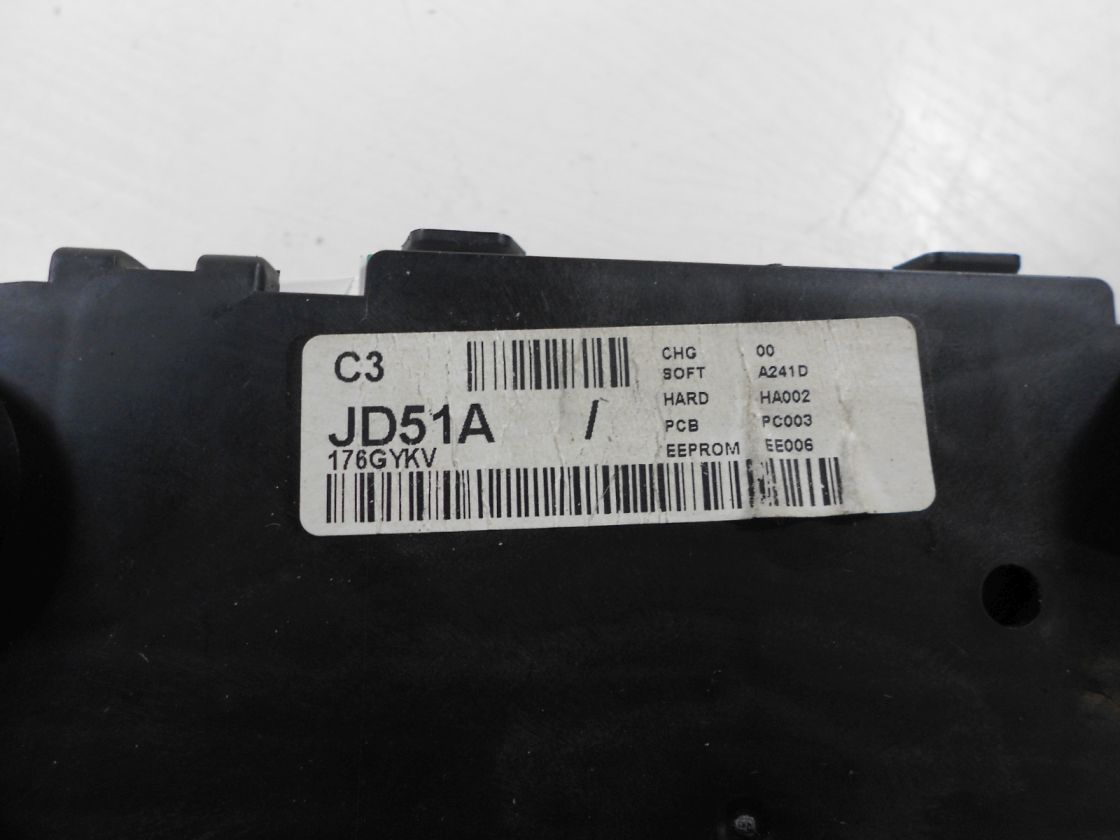 C3
JD51A /
176GYKV
CHG 00
SOFT A241D
HARD HA002
PCB PC003
EEPROM EE006